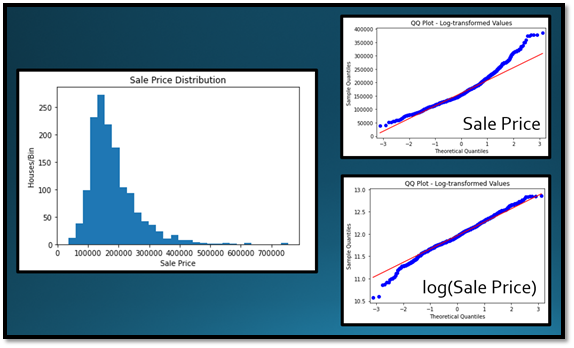 Sale Price Distribution
Houses/Bin
250
200
150
100
50
0
0 100000 200000 300000 400000 500000 600000 700000
Sale Price
QQ Plot - Log-transformed Values
Sample Quantiles
400000
350000
300000
250000
200000
150000
100000
50000
0
Sale Price
−3 −2 −1 0 1 2 3
Theoretical Quantiles
QQ Plot - Log-transformed Values
Sample Quantiles
13.0
12.5
12.0
11.5
11.0
10.5
log(Sale Price)
−3 −2 −1 0 1 2 3
Theoretical Quantiles